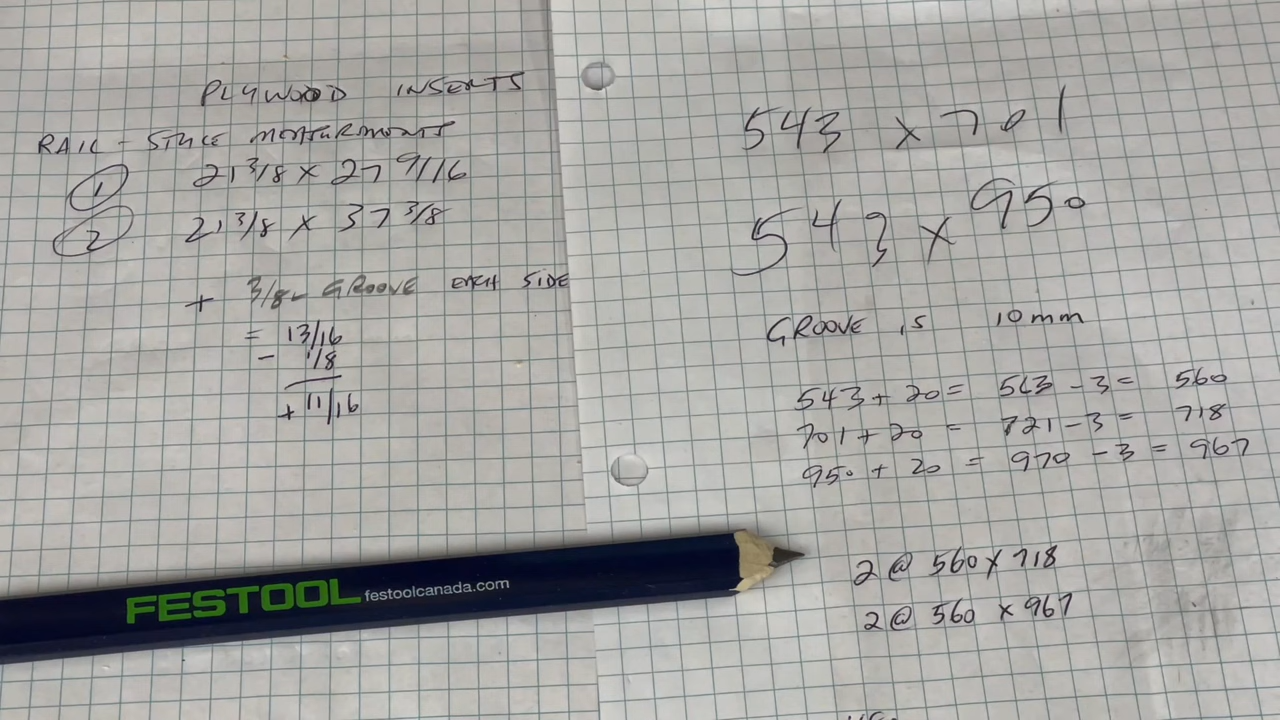 PLYWOOD INSERTS
RAIL - STILE MEASURMENTS
① 21 3/8 x 27 9/16
② 21 3/8 x 37 3/8
+ 3/8 - GROOVE EACH SIDE
= 13/16
- 1/8
+ 11/16
543 x 701
543 x 950
GROOVE IS 10mm
543 + 20 = 563 - 3 = 560
701 + 20 = 721 - 3 = 718
950 + 20 = 970 - 3 = 967
2 @ 560 x 718
2 @ 560 x 967
FESTOOL festoolcanada.com